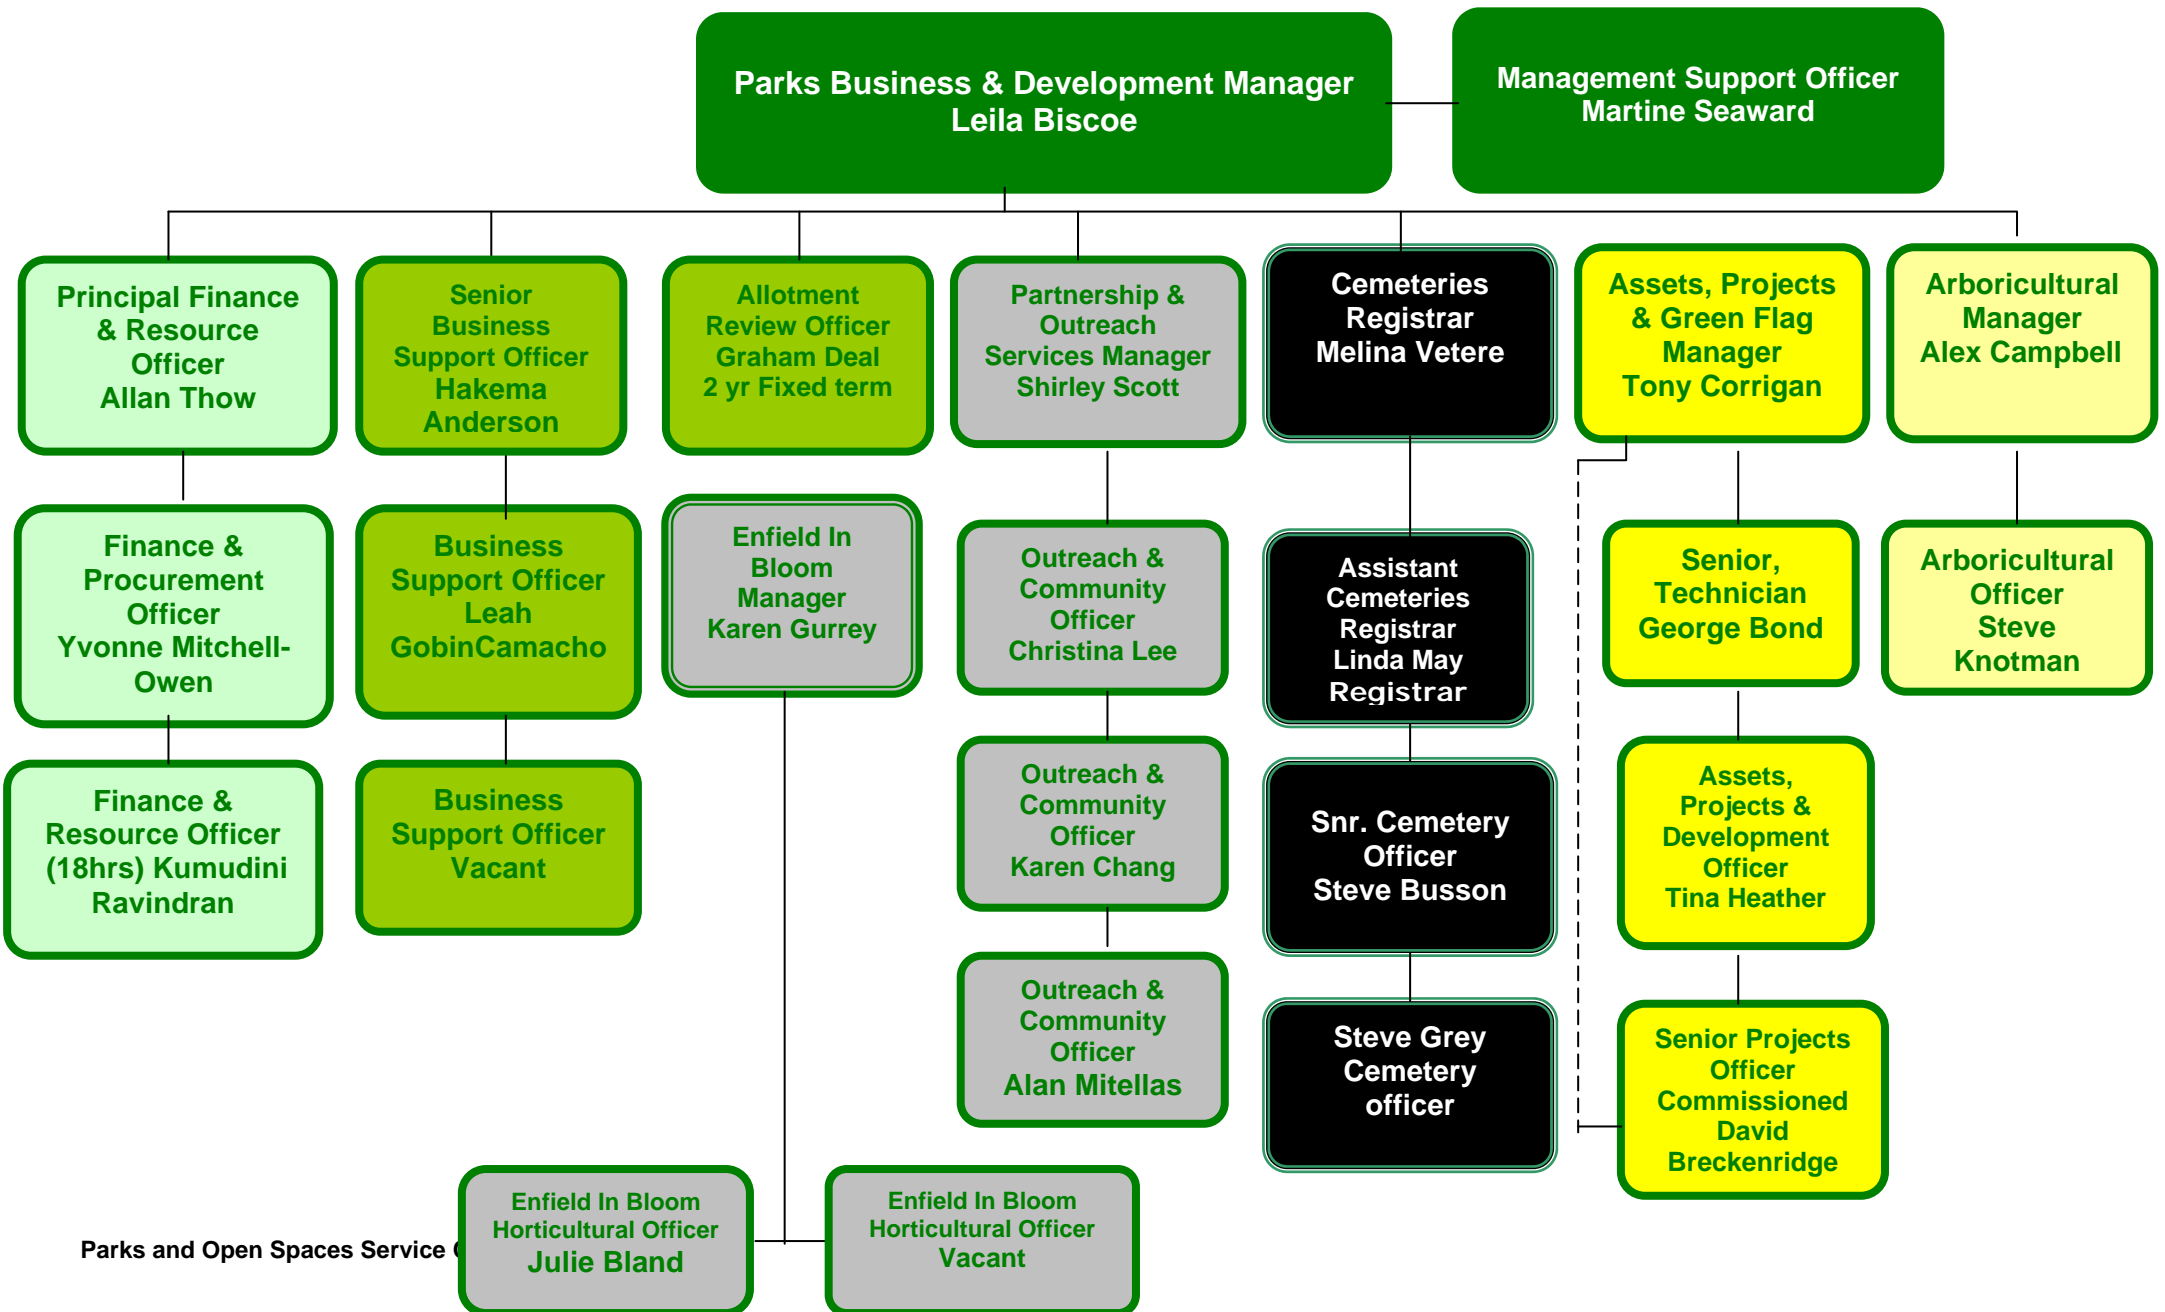 Parks Business & Development Manager
Leila Biscoe
Management Support Officer
Martine Seaward
Principal Finance
& Resource
Officer
Allan Thow
Senior
Business
Support Officer
Hakema
Anderson
Allotment
Review Officer
Graham Deal
2 yr Fixed term
Partnership &
Outreach
Services Manager
Shirley Scott
Cemeteries
Registrar
Melina Vetere
Assets, Projects
& Green Flag
Manager
Tony Corrigan
Arboricultural
Manager
Alex Campbell
Finance &
Procurement
Officer
Yvonne Mitchell-
Owen
Business
Support Officer
Leah
GobinCamacho
Enfield In
Bloom
Manager
Karen Gurrey
Outreach &
Community
Officer
Christina Lee
Assistant
Cemeteries
Registrar
Linda May
Registrar
Senior,
Technician
George Bond
Arboricultural
Officer
Steve
Knotman
Finance &
Resource Officer
(18hrs) Kumudini
Ravindran
Business
Support Officer
Vacant
Outreach &
Community
Officer
Karen Chang
Snr. Cemetery
Officer
Steve Busson
Assets,
Projects &
Development
Officer
Tina Heather
Outreach &
Community
Officer
Alan Mitellas
Steve Grey
Cemetery
officer
Senior Projects
Officer
Commissioned
David
Breckenridge
Enfield In Bloom
Horticultural Officer
Julie Bland
Enfield In Bloom
Horticultural Officer
Vacant
Parks and Open Spaces Service